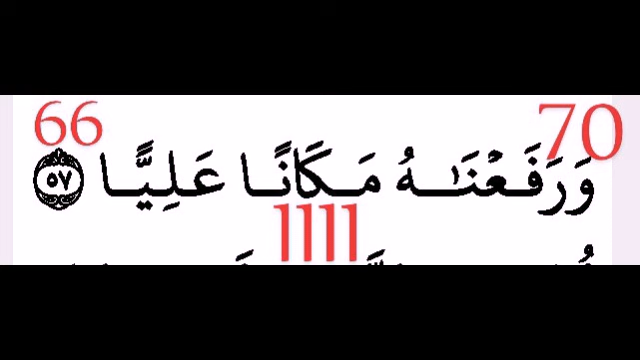 66 70
وَرَفَعْنَٰهُ مَكَانًا عَلِيًّا ٥٧
1111